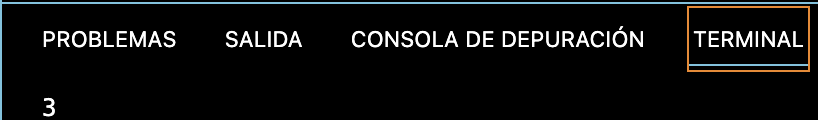 PROBLEMAS SALIDA CONSOLA DE DEPURACIÓN TERMINAL
3